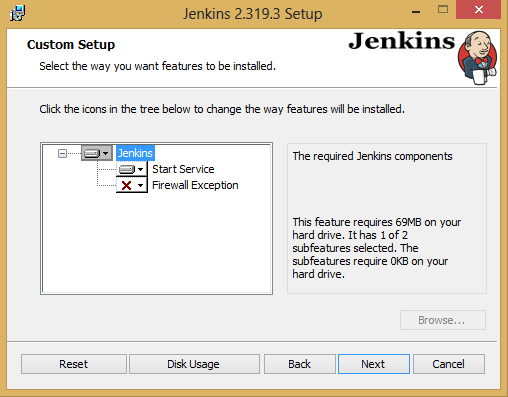 Jenkins 2.319.3 Setup
Custom Setup
Jenkins
Select the way you want features to be installed.
Click the icons in the tree below to change the way features will be installed.
Jenkins
Start Service
Firewall Exception
The required Jenkins components
This feature requires 69MB on your
hard drive. It has 1 of 2
subfeatures selected. The
subfeatures require 0KB on your
hard drive.
Browse...
Reset
Disk Usage
Back
Next
Cancel